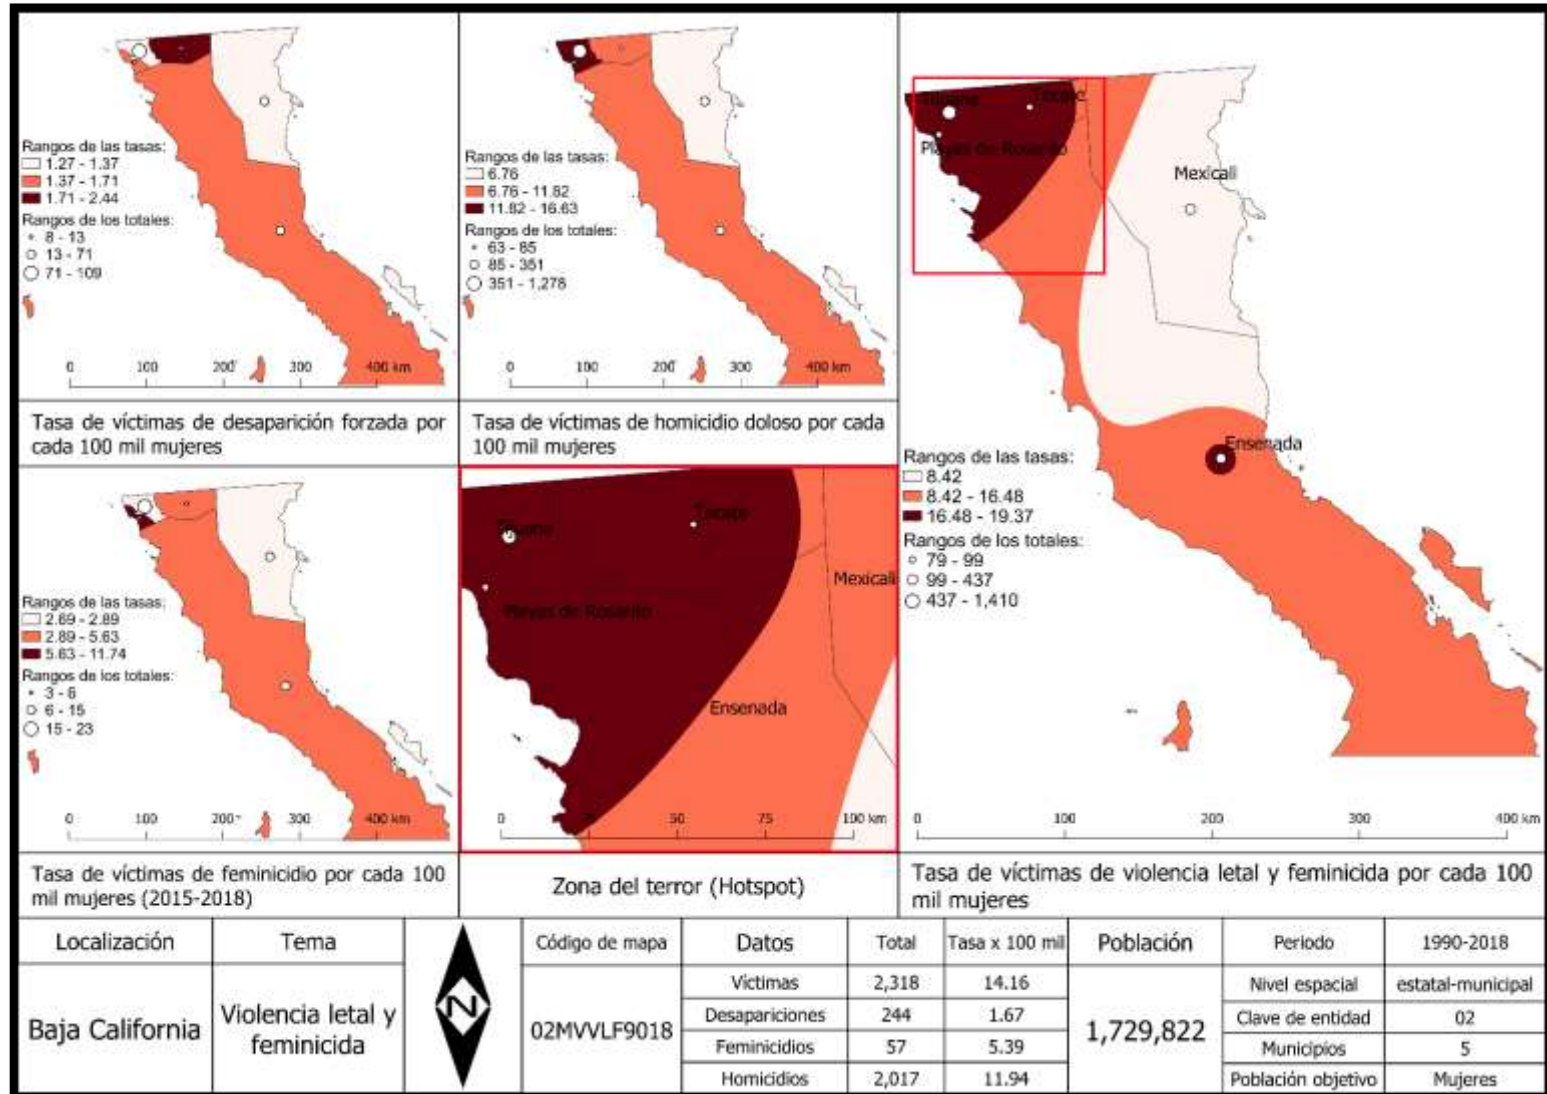 Rangos de las tasas:
1.27 - 1.37
1.37 - 1.71
1.71 - 2.44
Rangos de los totales:
8 - 13
13 - 71
71 - 109
0 100 200 300 400 km
Tasa de víctimas de desaparición forzada por
cada 100 mil mujeres
Rangos de las tasas:
6.76
6.76 - 11.82
11.82 - 16.63
Rangos de los totales:
63 - 85
85 - 351
351 - 1,278
0 100 200 300 400 km
Tasa de víctimas de homicidio doloso por cada
100 mil mujeres
Tijuana
Tecate
Playas de Rosarito
Mexicali
Ensenada
Rangos de las tasas:
8.42
8.42 - 16.48
16.48 - 19.37
Rangos de los totales:
79 - 99
99 - 437
437 - 1,410
0 100 200 300 400 km
Tasa de víctimas de violencia letal y feminicida por cada 100
mil mujeres
Rangos de las tasas:
2.69 - 2.89
2.89 - 5.63
5.63 - 11.74
Rangos de los totales:
3 - 6
6 - 15
15 - 23
0 100 200 300 400 km
Tasa de víctimas de feminicidio por cada 100
mil mujeres (2015-2018)
Tijuana
Tecate
Playas de Rosarito
Mexicali
Ensenada
0 25 50 75 100 km
Zona del terror (Hotspot)
Localización
Baja California
Tema
Violencia letal y
feminicida
N
Código de mapa
02MVVLF9018
Datos Total Tasa x 100 mil
Víctimas 2,318 14.16
Desapariciones 244 1.67
Feminicidios 57 5.39
Homicidios 2,017 11.94
Población
1,729,822
Periodo 1990-2018
Nivel espacial estatal-municipal
Clave de entidad 02
Municipios 5
Población objetivo Mujeres